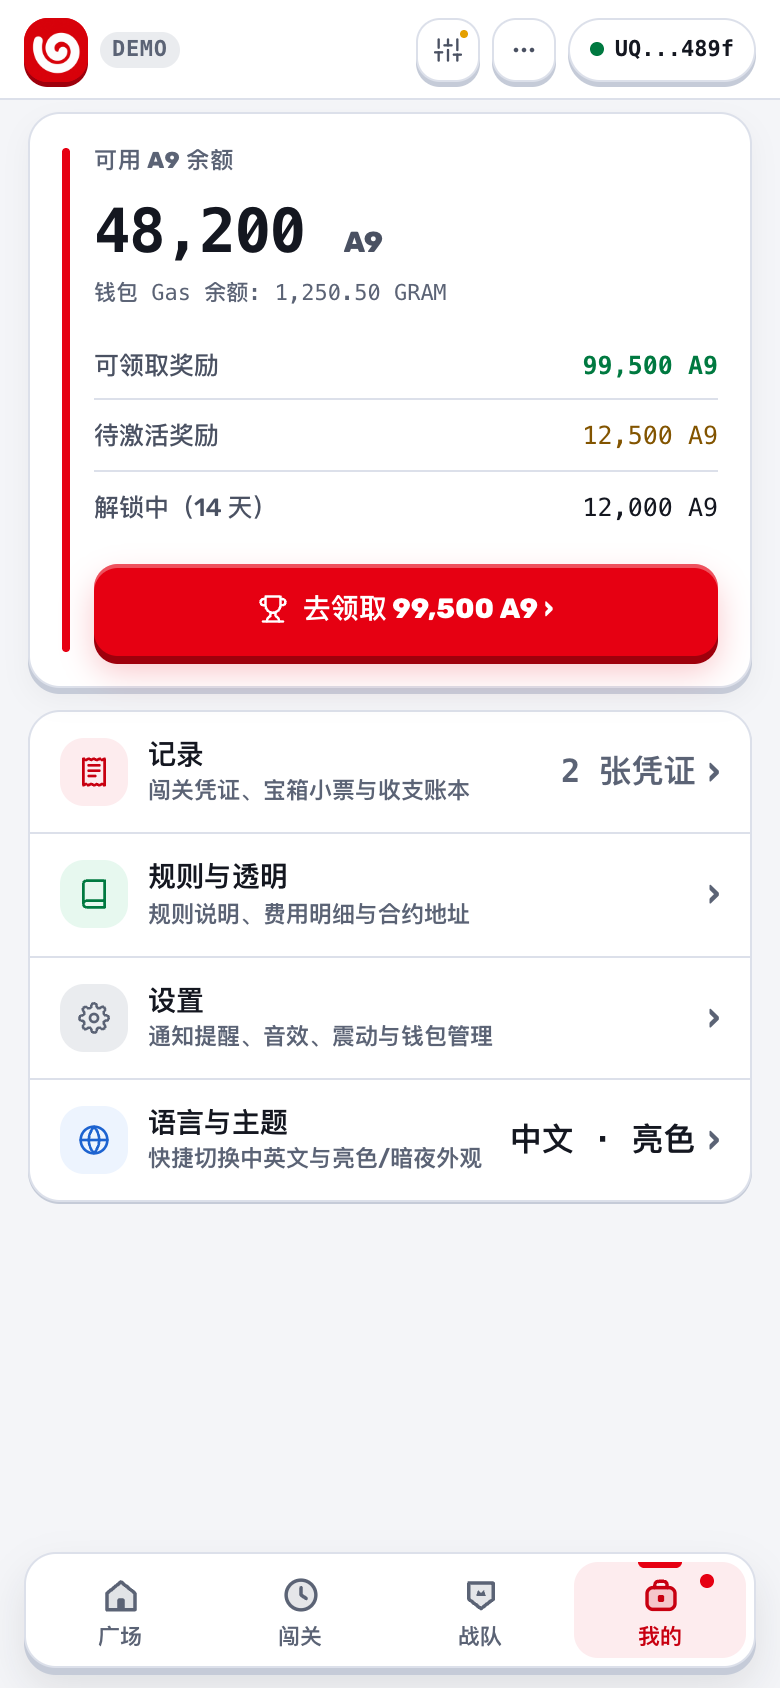 DEMO
UQ...489f
可用 A9 余额
48,200 A9
钱包 Gas 余额: 1,250.50 GRAM
可领取奖励 99,500 A9
待激活奖励 12,500 A9
解锁中（14 天） 12,000 A9
去领取 99,500 A9 ›
记录
闯关凭证、宝箱小票与收支账本
2 张凭证 ›
规则与透明
规则说明、费用明细与合约地址
›
设置
通知提醒、音效、震动与钱包管理
›
语言与主题
快捷切换中英文与亮色/暗夜外观
中文 · 亮色 ›
广场 闯关 战队 我的